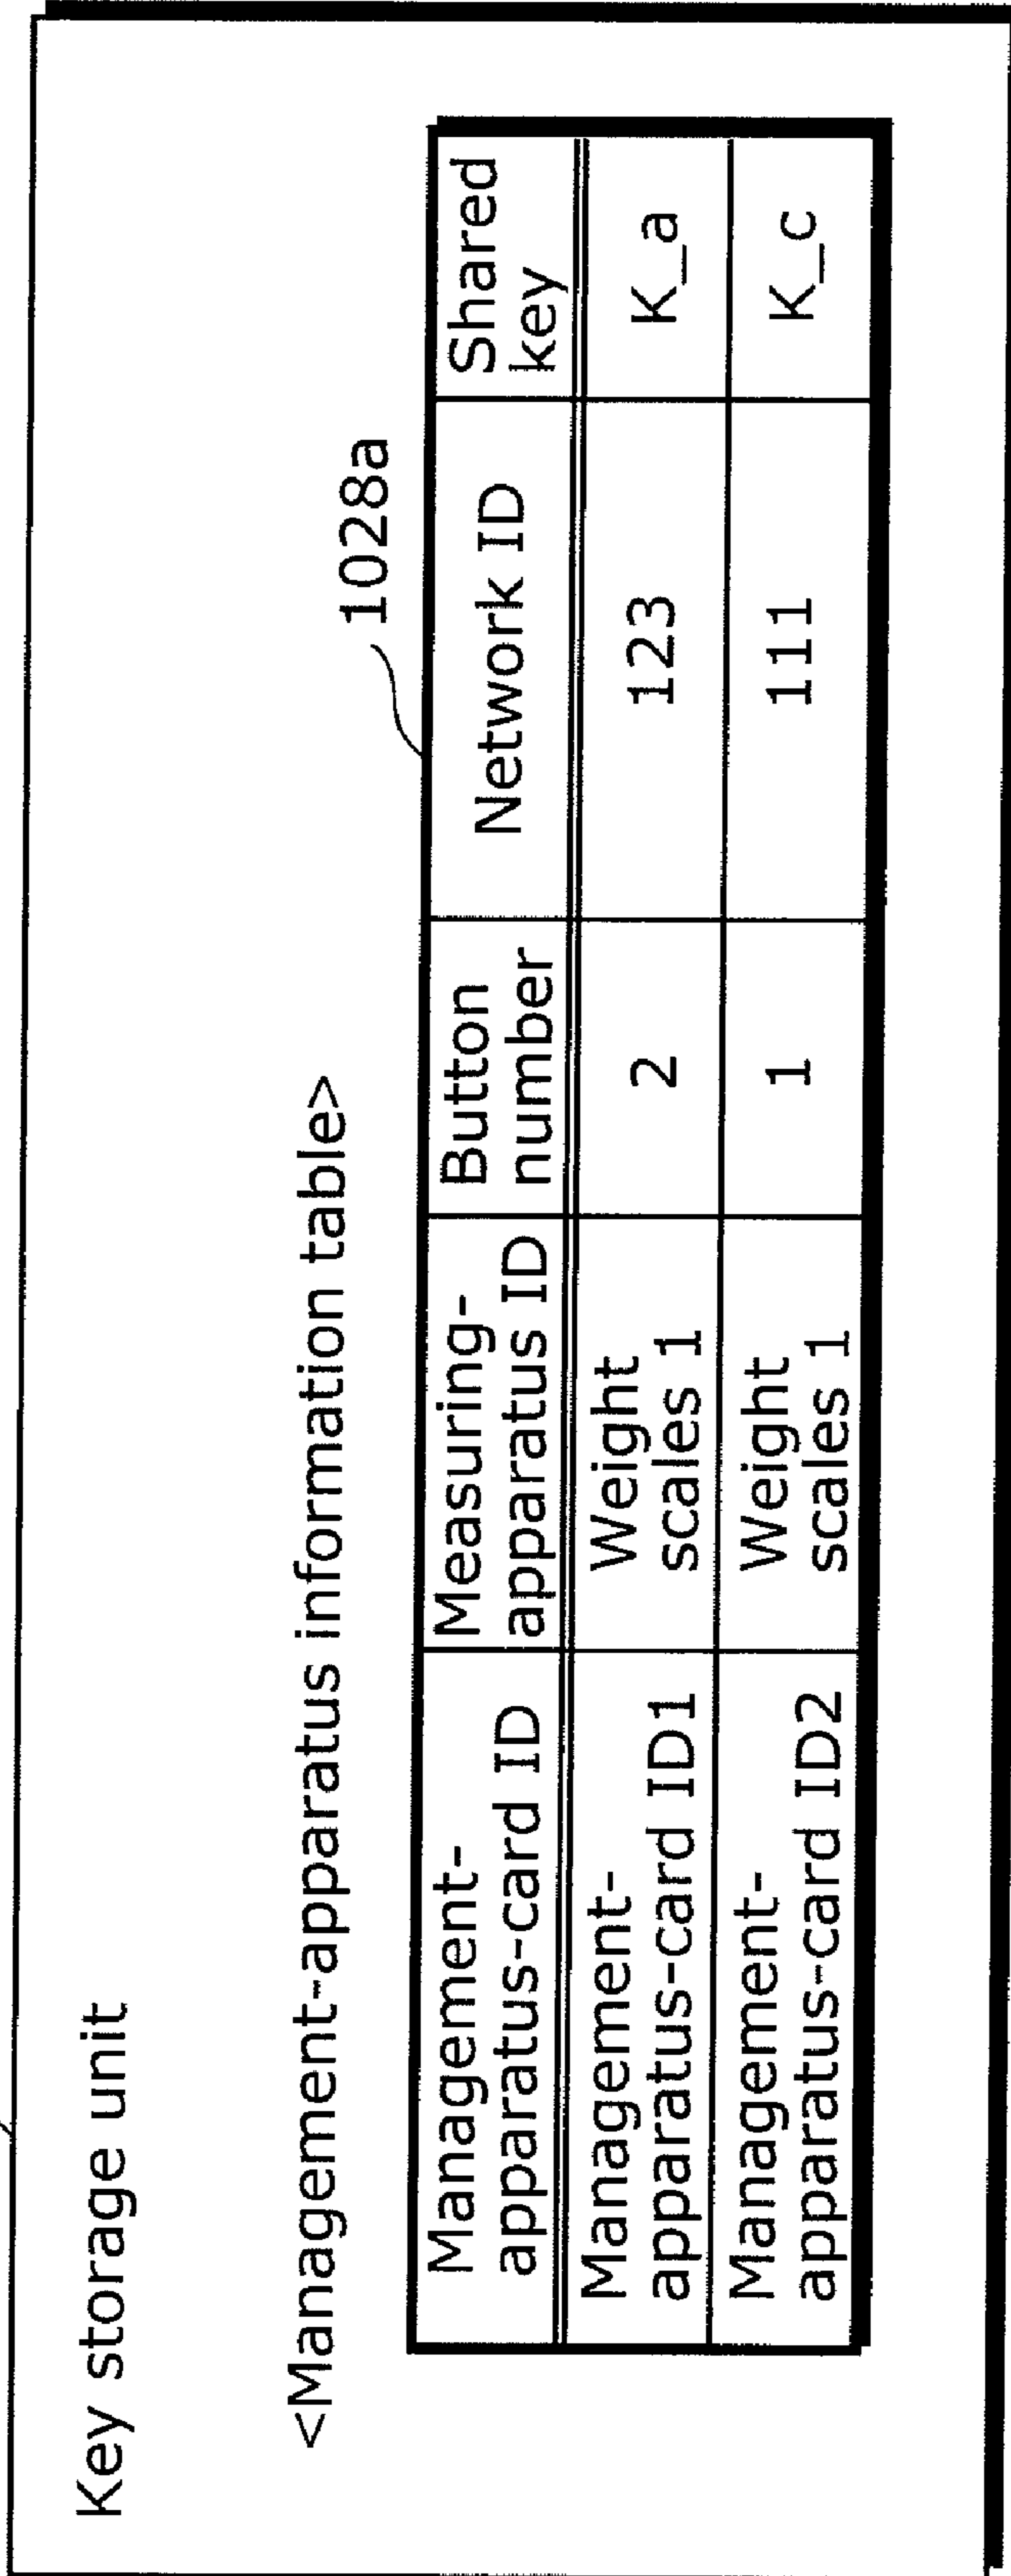 Key storage unit
<Management-apparatus information table>
1028a
Management-
apparatus-card ID
Measuring-
apparatus ID
Button
number
Network ID
Shared
key
Management-
apparatus-card ID1
Weight
scales 1
2
123
K_a
Management-
apparatus-card ID2
Weight
scales 1
1
111
K_c